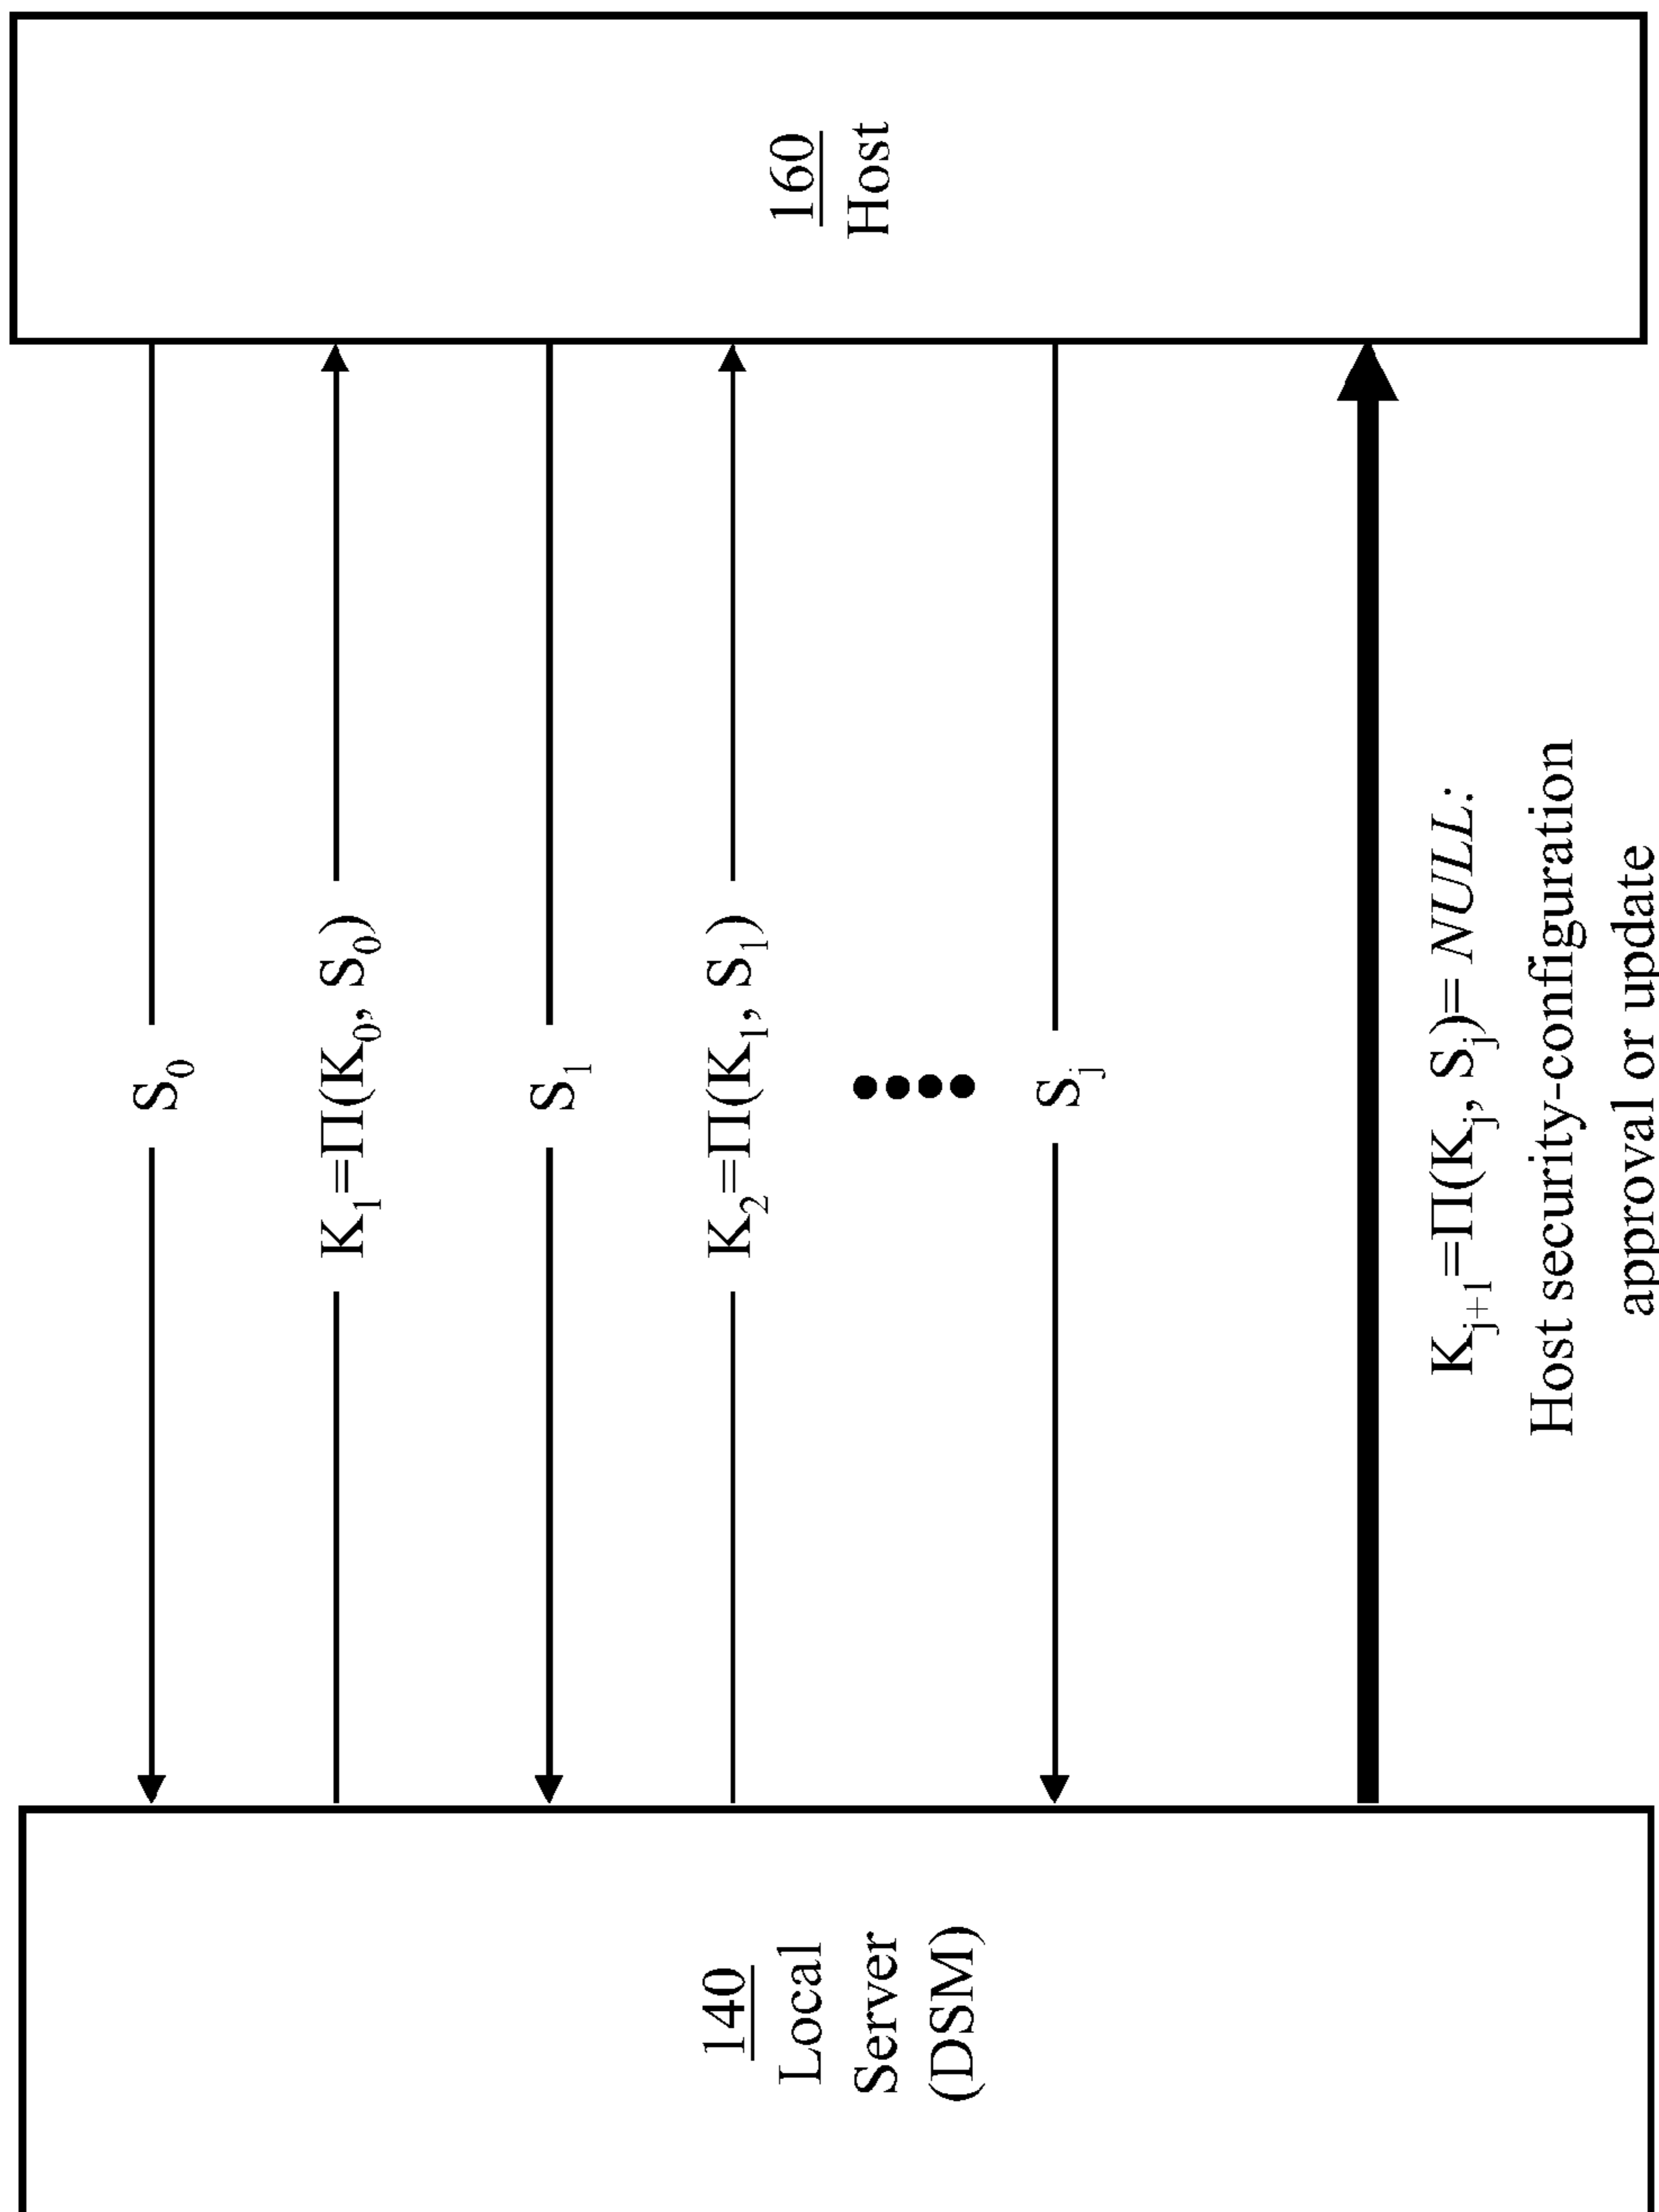 140
Local
Server
(DSM)
S₀
K₁=Π(K₀, S₀)
S₁
K₂=Π(K₁, S₁)
Sⱼ
Kⱼ₊₁=Π(Kⱼ, Sⱼ)= NULL:
Host security-configuration
approval or update
160
Host